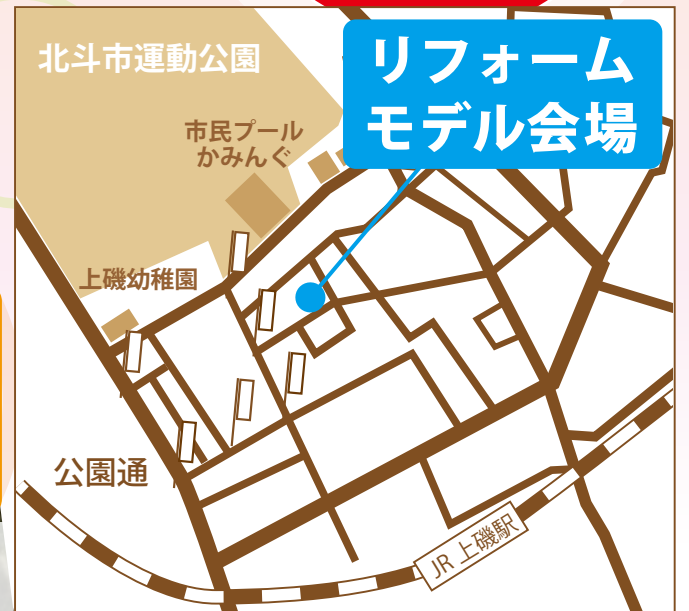 北斗市運動公園
リフォーム
モデル会場
市民プール
かみんぐ
上磯幼稚園
公園通
JR 上磯駅